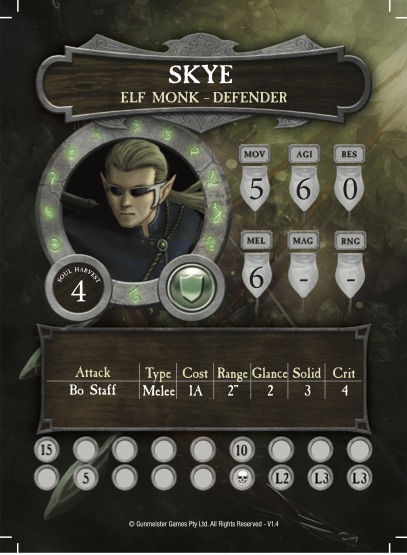 SKYE
ELF MONK - DEFENDER
MOV AGI RES
5 6 0
MEL MAG RNG
6 - -
SOUL HARVEST
4
Attack Type Cost Range Glance Solid Crit
Bo Staff Melee 1A 2" 2 3 4
15 10
5 L2 L3 L3
© Gunmeister Games Pty Ltd. All Rights Reserved - V1.4